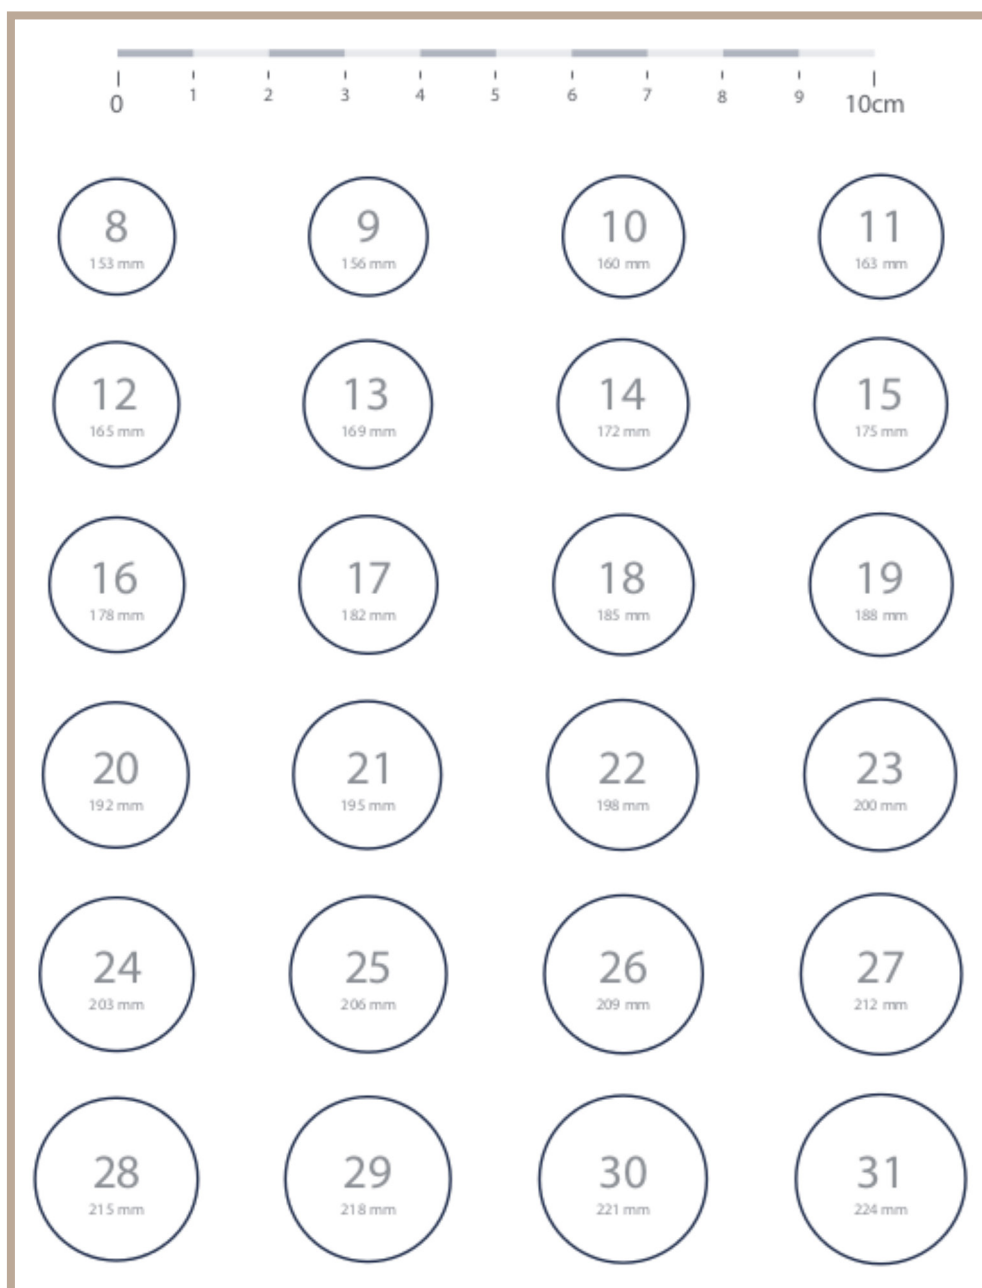 0 1 2 3 4 5 6 7 8 9 10cm
8 9 10 11
153 mm 156 mm 160 mm 163 mm
12 13 14 15
165 mm 169 mm 172 mm 175 mm
16 17 18 19
178 mm 182 mm 185 mm 188 mm
20 21 22 23
192 mm 195 mm 198 mm 200 mm
24 25 26 27
203 mm 206 mm 209 mm 212 mm
28 29 30 31
215 mm 218 mm 221 mm 224 mm